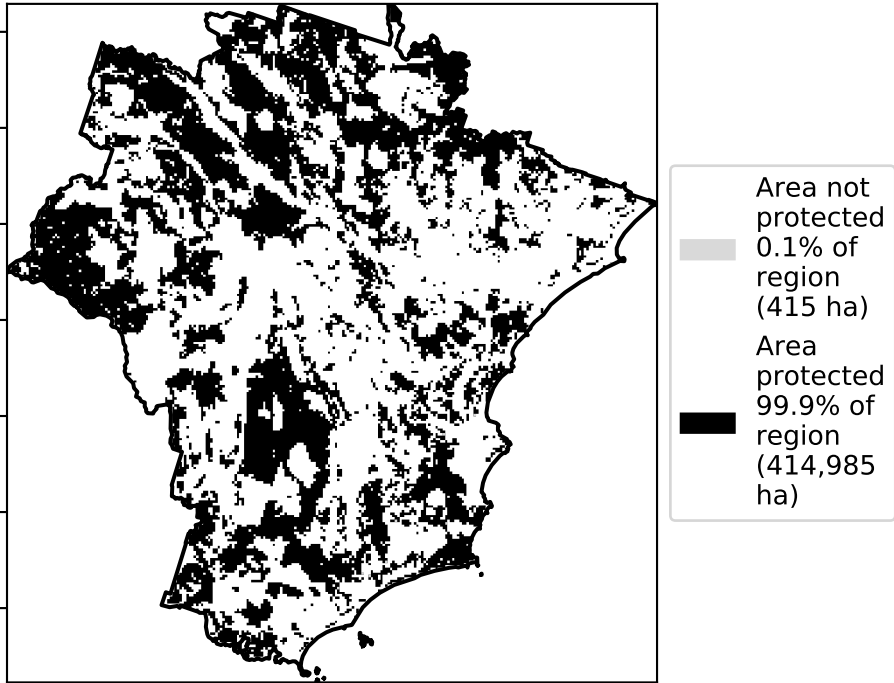 Area not
protected
0.1% of
region
(415 ha)
Area
protected
99.9% of
region
(414,985
ha)